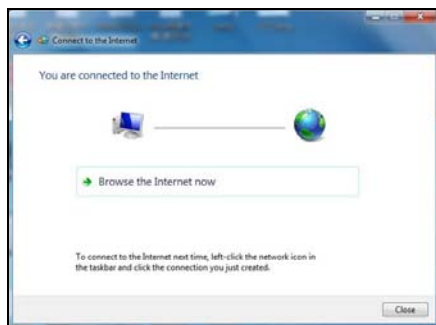 Connect to the Internet
You are connected to the Internet
Browse the Internet now
To connect to the Internet next time, left-click the network icon in
the taskbar and click the connection you just created.
Close